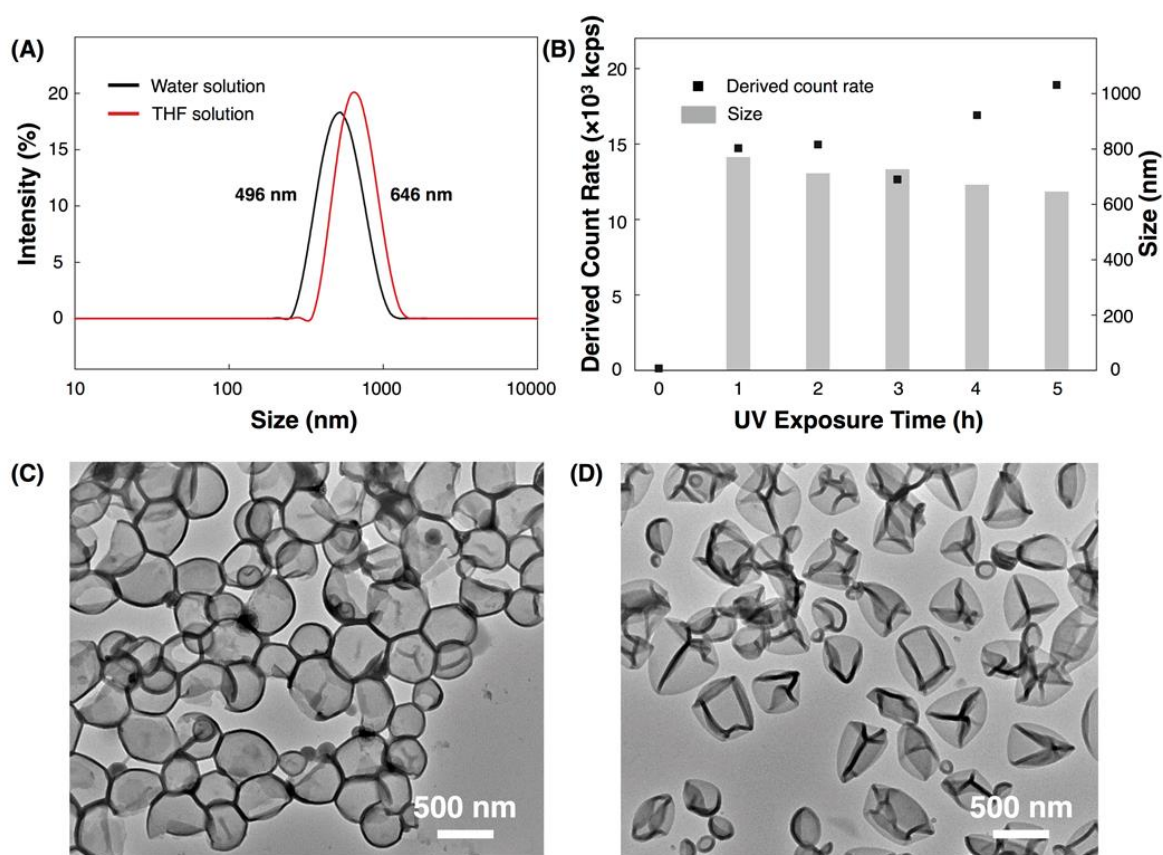 (A)
Intensity (%)
20
15
10
5
0
Water solution
THF solution
496 nm
646 nm
10
100
1000
10000
Size (nm)
(B)
Derived Count Rate (×10³ kcps)
20
15
10
5
0
Derived count rate
Size
1000
800
600
400
200
0
Size (nm)
0
1
2
3
4
5
UV Exposure Time (h)
(C)
500 nm
(D)
500 nm